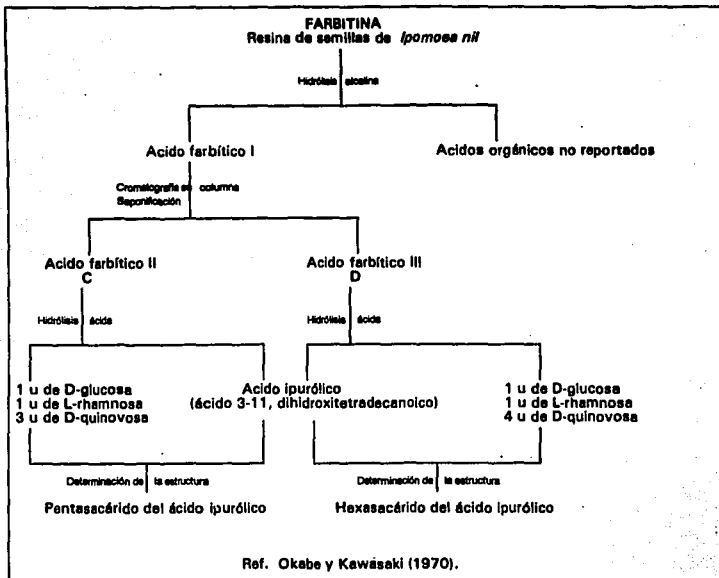 FARBITINA
Resina de semillas de Ipomoea nil
Hidrólisis alcalina
Acido farbítico I
Acidos orgánicos no reportados
Cromatografía en columna
Saponificación
Acido farbítico II
C
Acido farbítico III
D
Hidrólisis ácida
Hidrólisis ácida
1 u de D-glucosa
1 u de L-rhamnosa
3 u de D-quinovosa
Acido ipurólico
(ácido 3-11, dihidroxitetradecanoico)
1 u de D-glucosa
1 u de L-rhamnosa
4 u de D-quinovosa
Determinación de la estructura
Determinación de la estructura
Pentasacárido del ácido ipurólico
Hexasacárido del ácido ipurólico
Ref. Okabe y Kawasaki (1970).